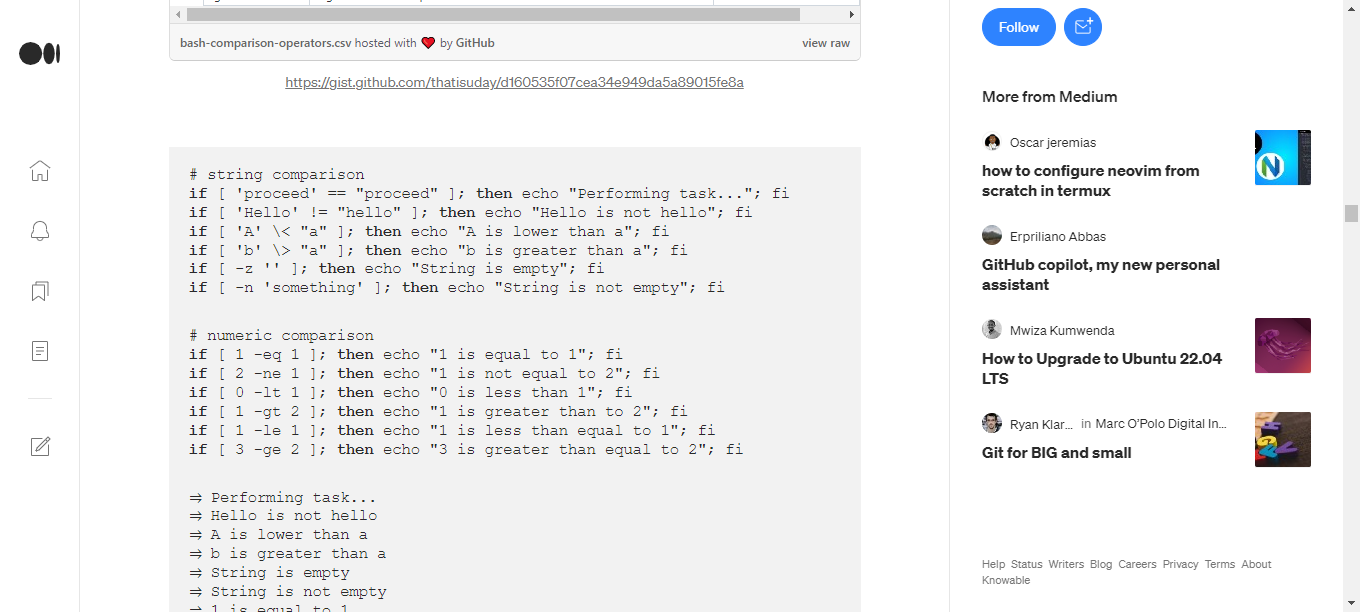 bash-comparison-operators.csv hosted with ❤ by GitHub
view raw
https://gist.github.com/thatisuday/d160535f07cea34e949da5a89015fe8a
# string comparison
if [ 'proceed' == "proceed" ]; then echo "Performing task..."; fi
if [ 'Hello' != "hello" ]; then echo "Hello is not hello"; fi
if [ 'A' \< "a" ]; then echo "A is lower than a"; fi
if [ 'b' \> "a" ]; then echo "b is greater than a"; fi
if [ -z '' ]; then echo "String is empty"; fi
if [ -n 'something' ]; then echo "String is not empty"; fi
# numeric comparison
if [ 1 -eq 1 ]; then echo "1 is equal to 1"; fi
if [ 2 -ne 1 ]; then echo "1 is not equal to 2"; fi
if [ 0 -lt 1 ]; then echo "0 is less than 1"; fi
if [ 1 -gt 2 ]; then echo "1 is greater than to 2"; fi
if [ 1 -le 1 ]; then echo "1 is less than equal to 1"; fi
if [ 3 -ge 2 ]; then echo "3 is greater than equal to 2"; fi
⇒ Performing task...
⇒ Hello is not hello
⇒ A is lower than a
⇒ b is greater than a
⇒ String is empty
⇒ String is not empty
⇒ 1 is equal to 1
Follow
More from Medium
Oscar jeremias
how to configure neovim from
scratch in termux
Erpriliano Abbas
GitHub copilot, my new personal
assistant
Mwiza Kumwenda
How to Upgrade to Ubuntu 22.04
LTS
Ryan Klar... in Marc O'Polo Digital In...
Git for BIG and small
Help Status Writers Blog Careers Privacy Terms About
Knowable